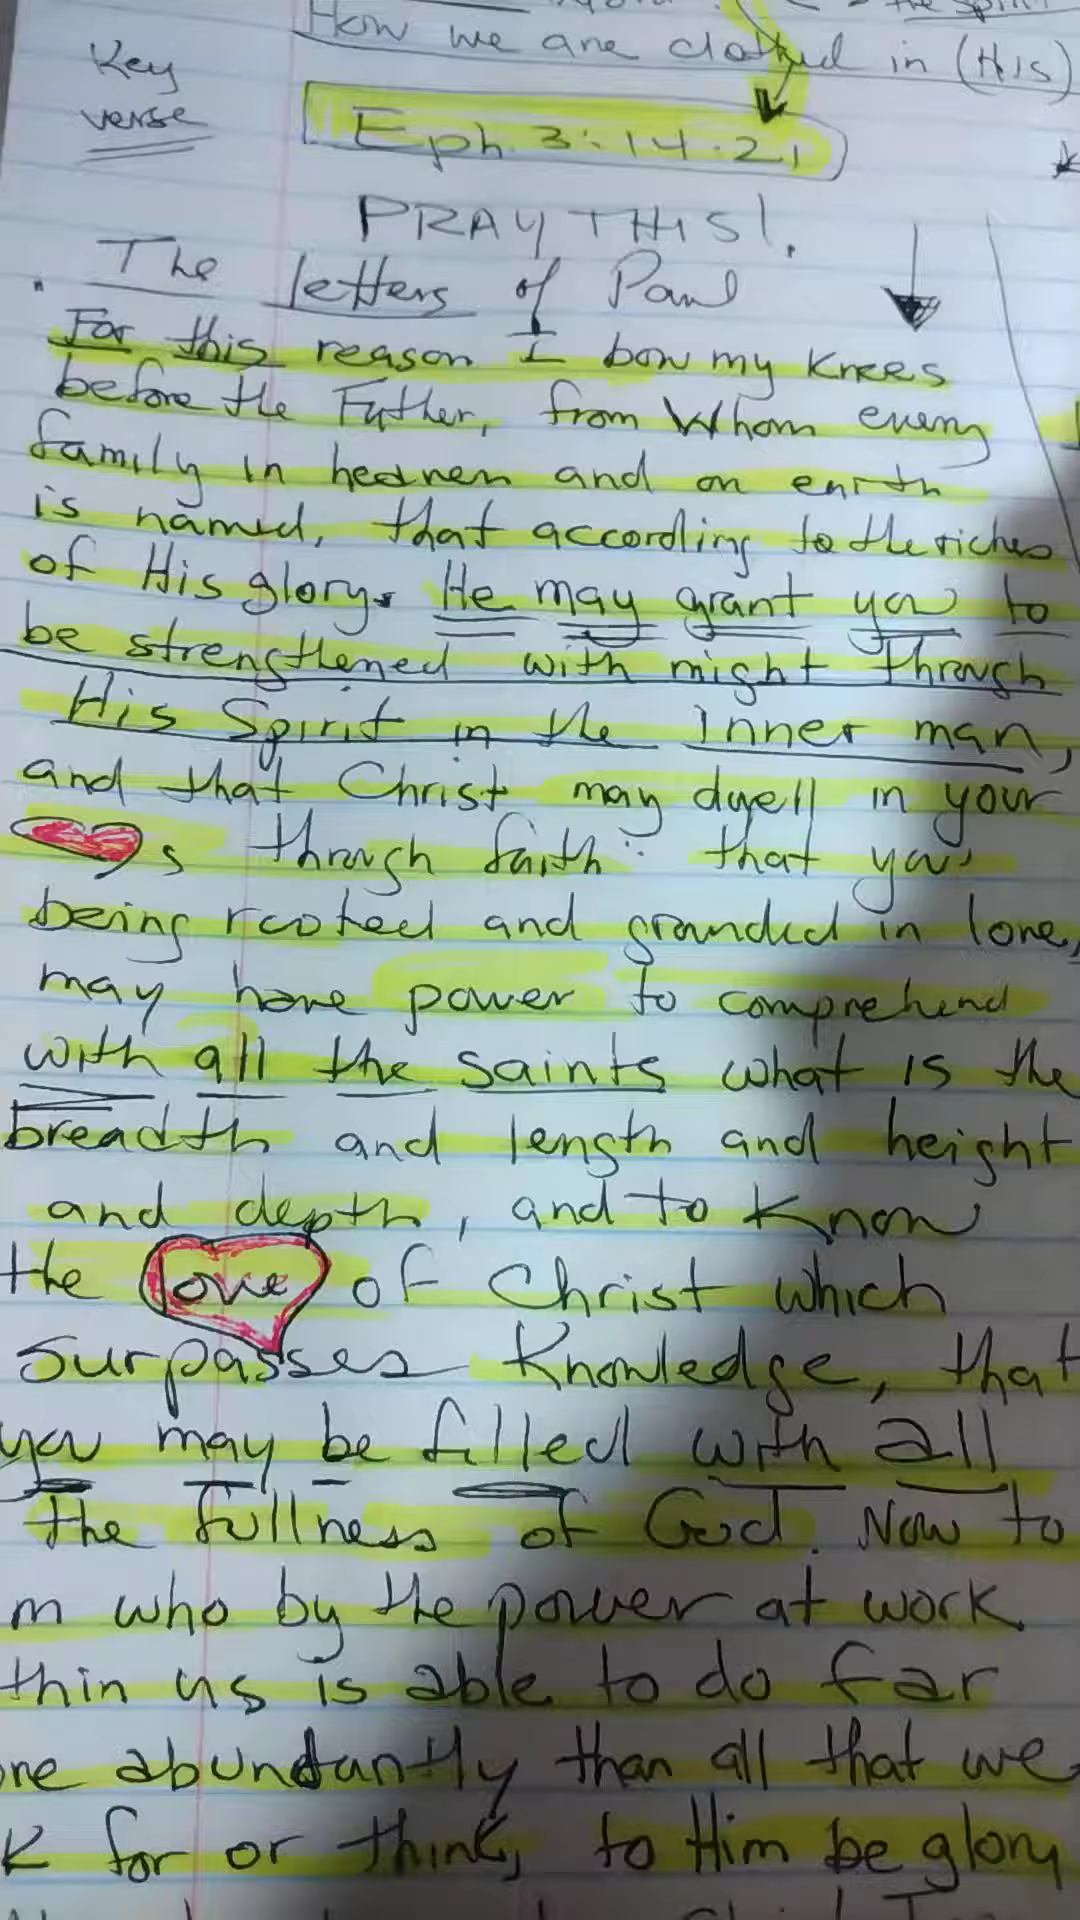 the spirit
How we are clothed in (His)
Key
verse
Eph 3:14-21
PRAY THIS!
The letters of Paul
For this reason I bow my knees
before the Father, from Whom every
family in heaven and on earth
is named, that according to the riches
of His glory. He may grant you to
be strengthened with might through
His Spirit in the Inner man,
and that Christ may dwell in your
s through faith: that you
being rooted and grounded in love,
may have power to comprehend
with all the saints what is the
breadth and length and height
and depth, and to know
the love of Christ which
surpasses Knowledge, that
you may be filled with all
the fullness of God. Now to
m who by the power at work
thin us is able to do far
re abundantly than all that we
k for or think, to Him be glory